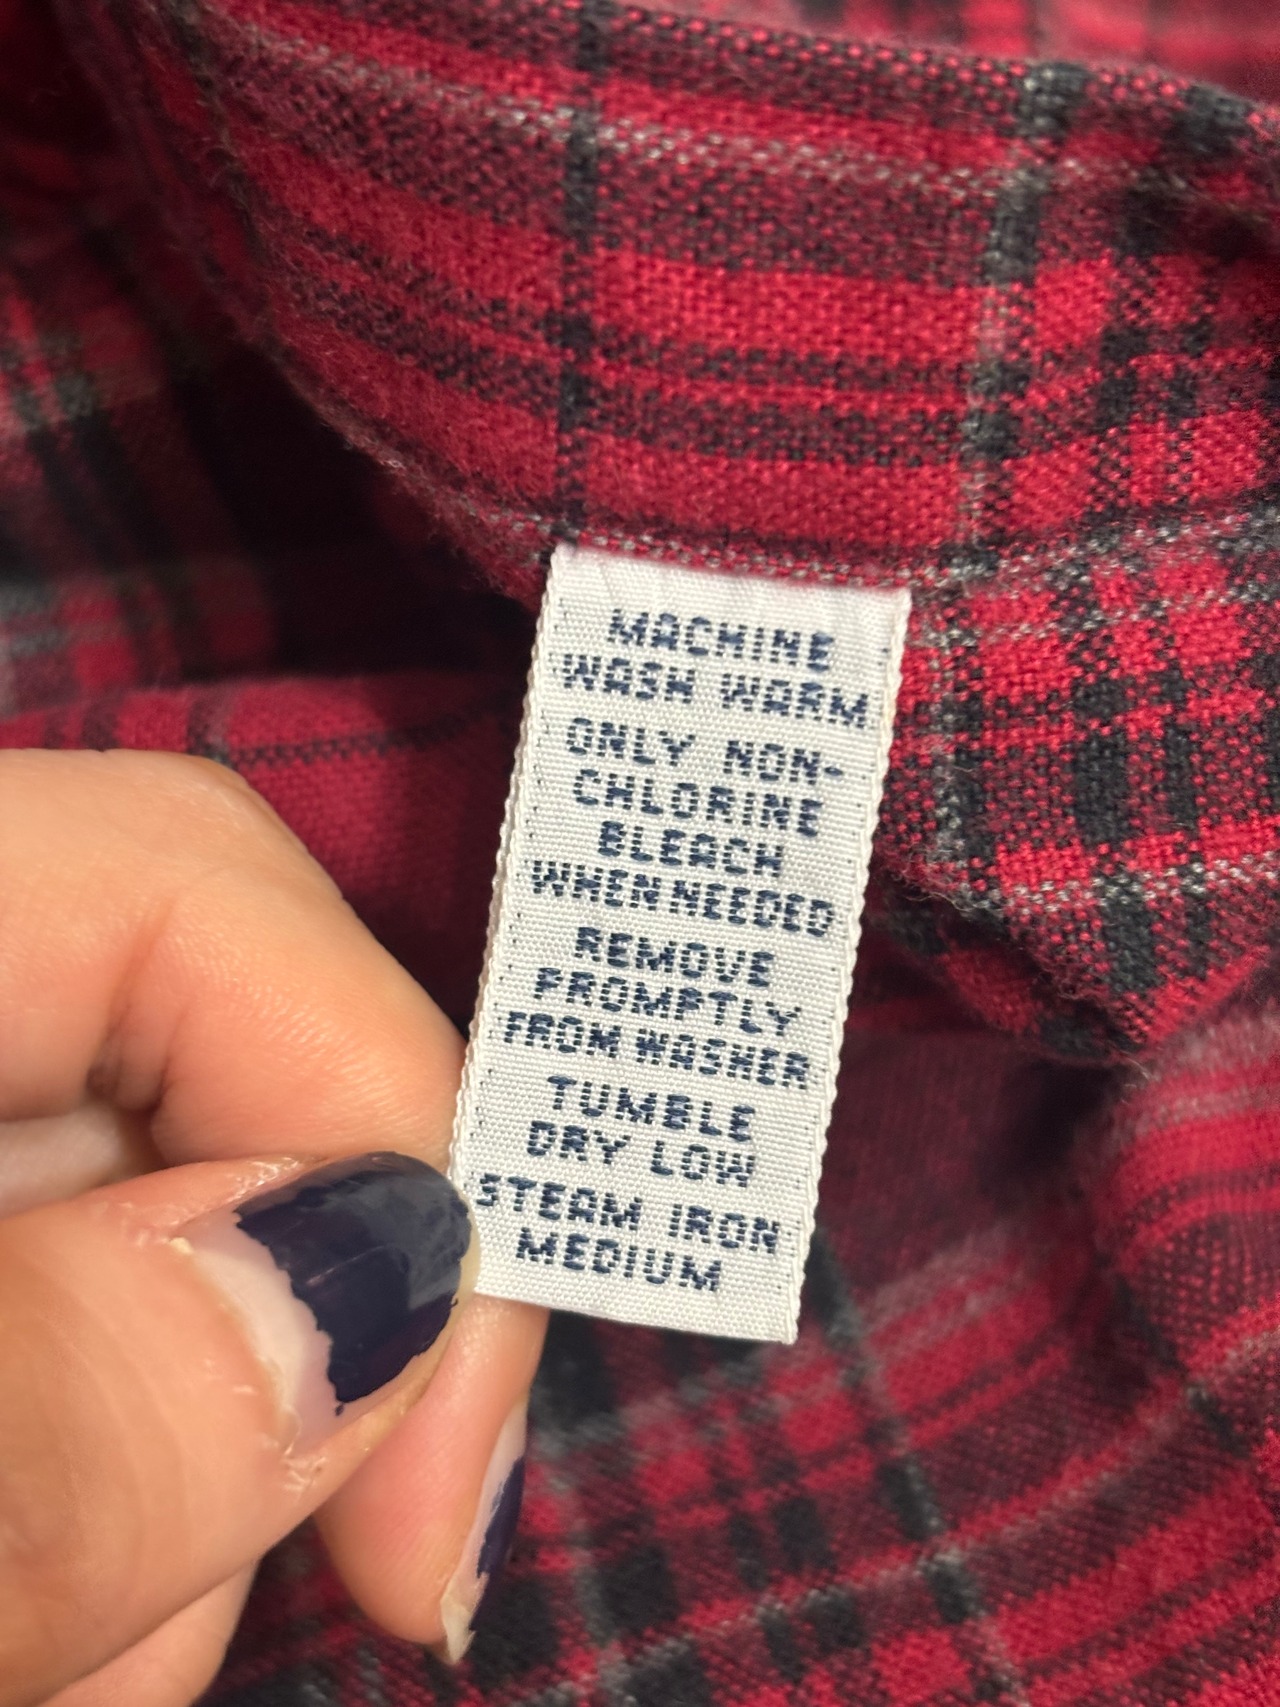 MACHINE
WASH WARM
ONLY NON-
CHLORINE
BLEACH
WHEN NEEDED
REMOVE
PROMPTLY
FROM WASHER
TUMBLE
DRY LOW
STEAM IRON
MEDIUM